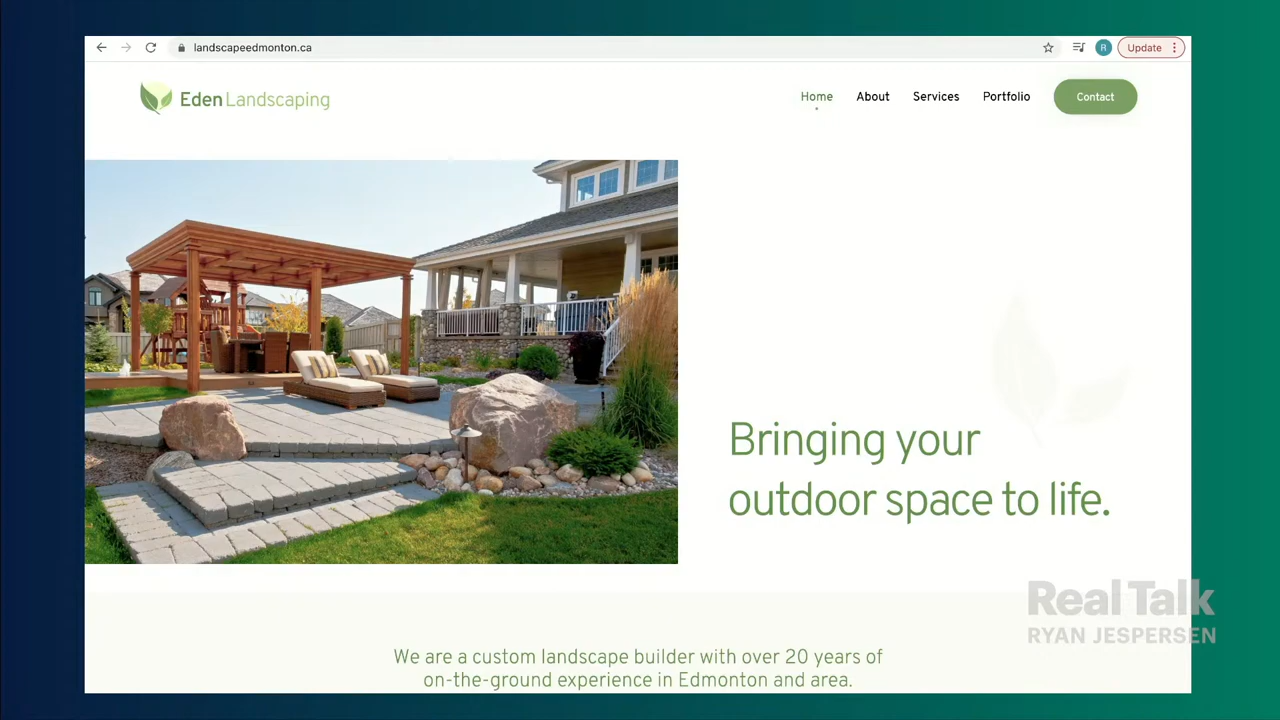 landscapeedmonton.ca
R
Update
Eden Landscaping
Home
About
Services
Portfolio
Contact
Bringing your
outdoor space to life.
Real Talk
RYAN JESPERSEN
We are a custom landscape builder with over 20 years of
on-the-ground experience in Edmonton and area.